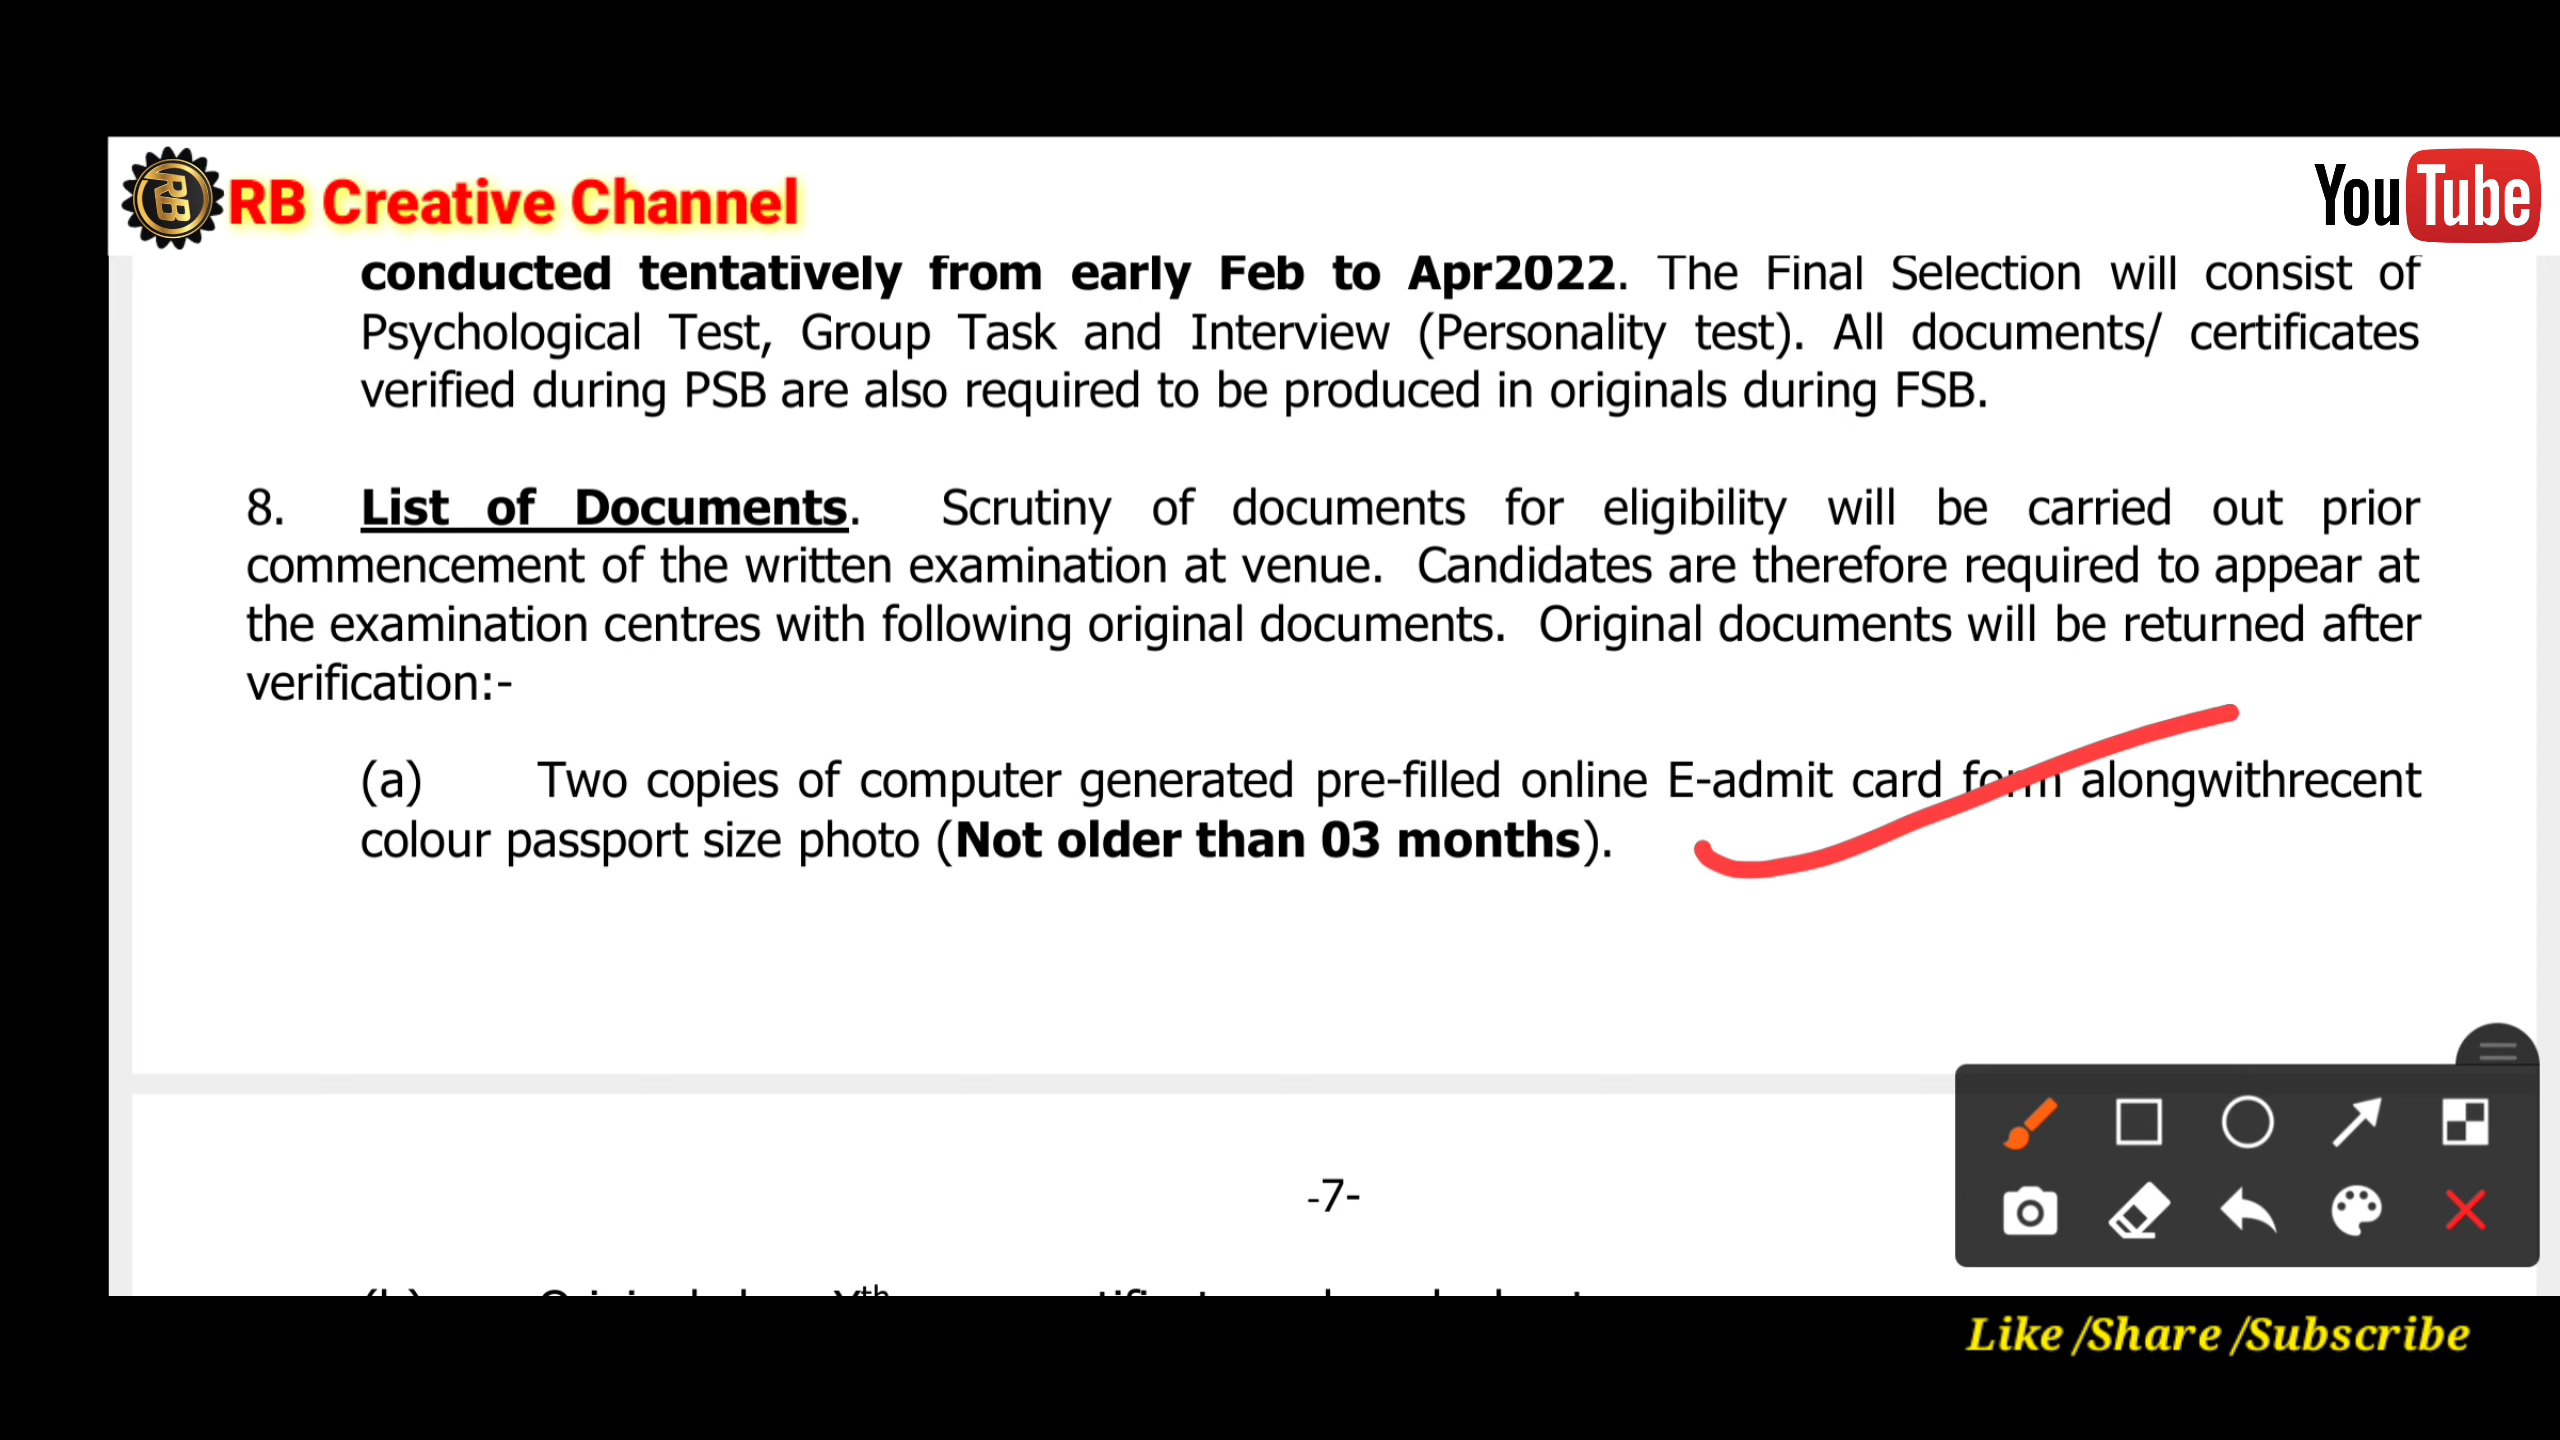 RB Creative Channel
YouTube
conducted tentatively from early Feb to Apr2022. The Final Selection will consist of
Psychological Test, Group Task and Interview (Personality test). All documents/ certificates
verified during PSB are also required to be produced in originals during FSB.
8. List of Documents. Scrutiny of documents for eligibility will be carried out prior
commencement of the written examination at venue. Candidates are therefore required to appear at
the examination centres with following original documents. Original documents will be returned after
verification:-
(a) Two copies of computer generated pre-filled online E-admit card form alongwithrecent
colour passport size photo (Not older than 03 months).
-7-
Like /Share /Subscribe